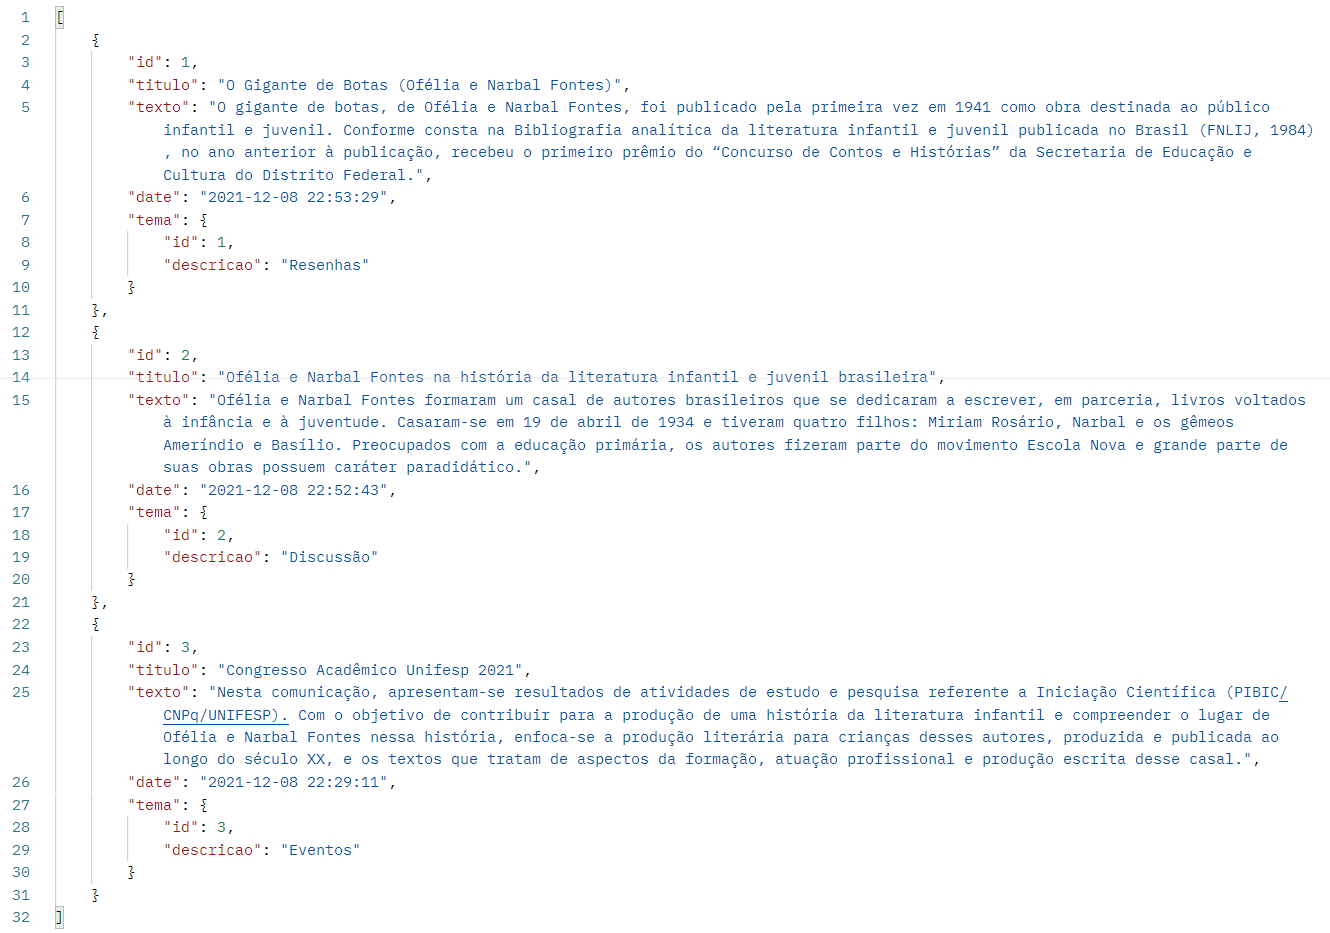 1 [
2 {
3 "id": 1,
4 "titulo": "O Gigante de Botas (Ofélia e Narbal Fontes)",
5 "texto": "O gigante de botas, de Ofélia e Narbal Fontes, foi publicado pela primeira vez em 1941 como obra destinada ao público
infantil e juvenil. Conforme consta na Bibliografia analítica da literatura infantil e juvenil publicada no Brasil (FNLIJ, 1984)
, no ano anterior à publicação, recebeu o primeiro prêmio do “Concurso de Contos e Histórias” da Secretaria de Educação e
Cultura do Distrito Federal.",
6 "date": "2021-12-08 22:53:29",
7 "tema": {
8 "id": 1,
9 "descricao": "Resenhas"
10 }
11 },
12 {
13 "id": 2,
14 "titulo": "Ofélia e Narbal Fontes na história da literatura infantil e juvenil brasileira",
15 "texto": "Ofélia e Narbal Fontes formaram um casal de autores brasileiros que se dedicaram a escrever, em parceria, livros voltados
à infância e à juventude. Casaram-se em 19 de abril de 1934 e tiveram quatro filhos: Miriam Rosário, Narbal e os gêmeos
Ameríndio e Basílio. Preocupados com a educação primária, os autores fizeram parte do movimento Escola Nova e grande parte de
suas obras possuem caráter paradidático.",
16 "date": "2021-12-08 22:52:43",
17 "tema": {
18 "id": 2,
19 "descricao": "Discussão"
20 }
21 },
22 {
23 "id": 3,
24 "titulo": "Congresso Acadêmico Unifesp 2021",
25 "texto": "Nesta comunicação, apresentam-se resultados de atividades de estudo e pesquisa referente a Iniciação Científica (PIBIC/
CNPq/UNIFESP). Com o objetivo de contribuir para a produção de uma história da literatura infantil e compreender o lugar de
Ofélia e Narbal Fontes nessa história, enfoca-se a produção literária para crianças desses autores, produzida e publicada ao
longo do século XX, e os textos que tratam de aspectos da formação, atuação profissional e produção escrita desse casal.",
26 "date": "2021-12-08 22:29:11",
27 "tema": {
28 "id": 3,
29 "descricao": "Eventos"
30 }
31 }
32 ]